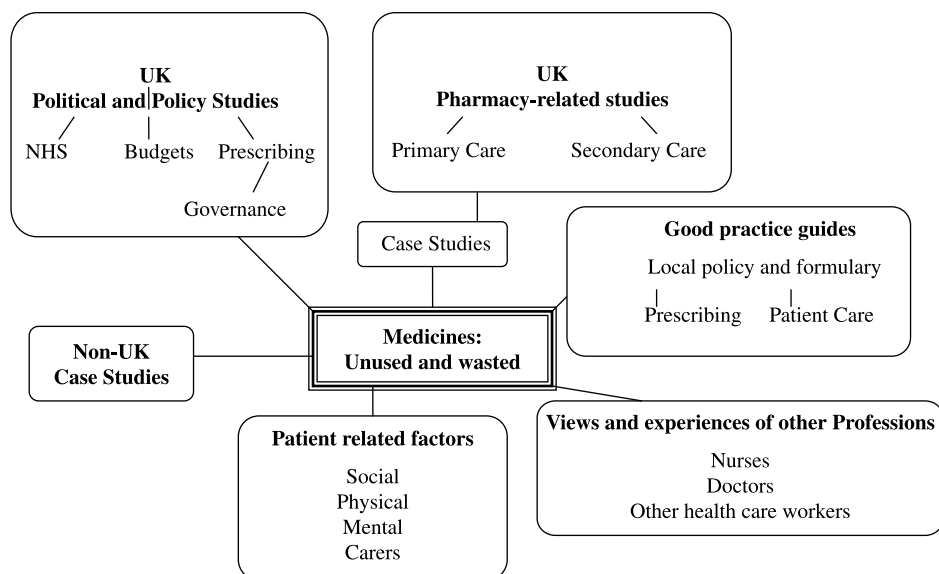 UK
Political and Policy Studies
NHS
Budgets
Prescribing
Governance
UK
Pharmacy-related studies
Primary Care
Secondary Care
Case Studies
Good practice guides
Local policy and formulary
Prescribing
Patient Care
Medicines:
Unused and wasted
Non-UK
Case Studies
Patient related factors
Social
Physical
Mental
Carers
Views and experiences of other Professions
Nurses
Doctors
Other health care workers